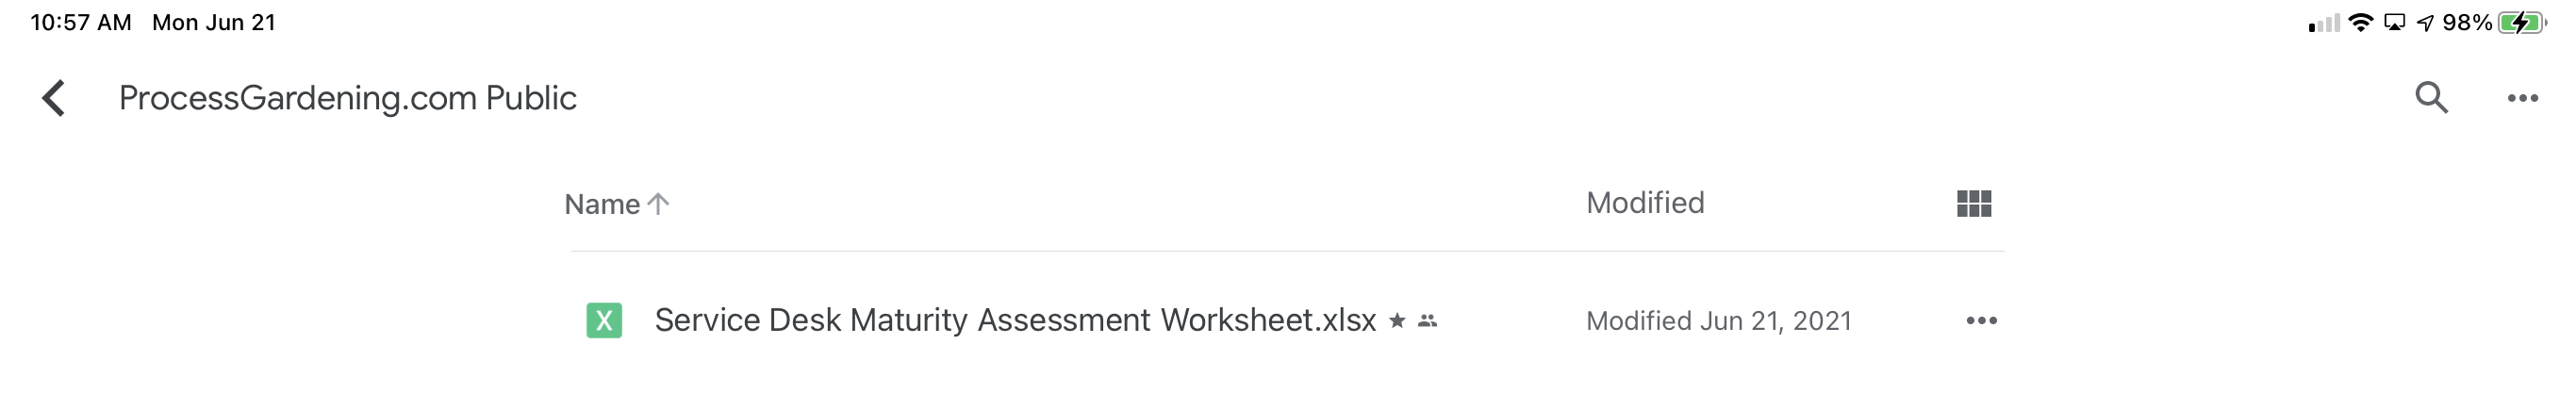 10:57 AM Mon Jun 21 98%
ProcessGardening.com Public
Name Modified
X Service Desk Maturity Assessment Worksheet.xlsx Modified Jun 21, 2021